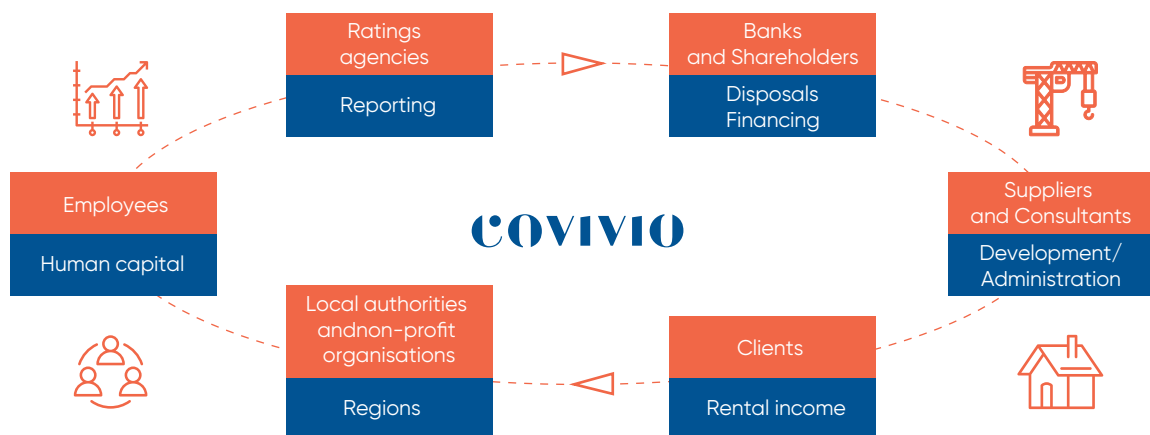 Ratings
agencies
Reporting
Banks
and Shareholders
Disposals
Financing
Employees
Human capital
COVIVIO
Suppliers
and Consultants
Development/
Administration
Local authorities
andnon-profit
organisations
Regions
Clients
Rental income